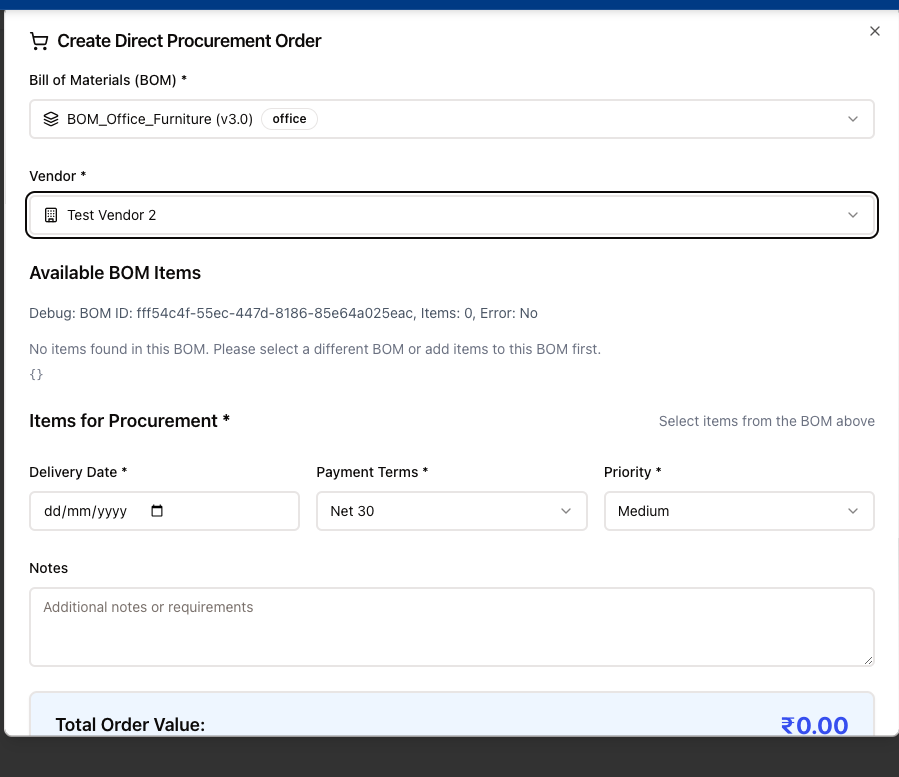 Create Direct Procurement Order
Bill of Materials (BOM) *
BOM_Office_Furniture (v3.0) office
Vendor *
Test Vendor 2
Available BOM Items
Debug: BOM ID: fff54c4f-55ec-447d-8186-85e64a025eac, Items: 0, Error: No
No items found in this BOM. Please select a different BOM or add items to this BOM first.
{}
Items for Procurement * Select items from the BOM above
Delivery Date * Payment Terms * Priority *
dd/mm/yyyy Net 30 Medium
Notes
Additional notes or requirements
Total Order Value: ₹0.00